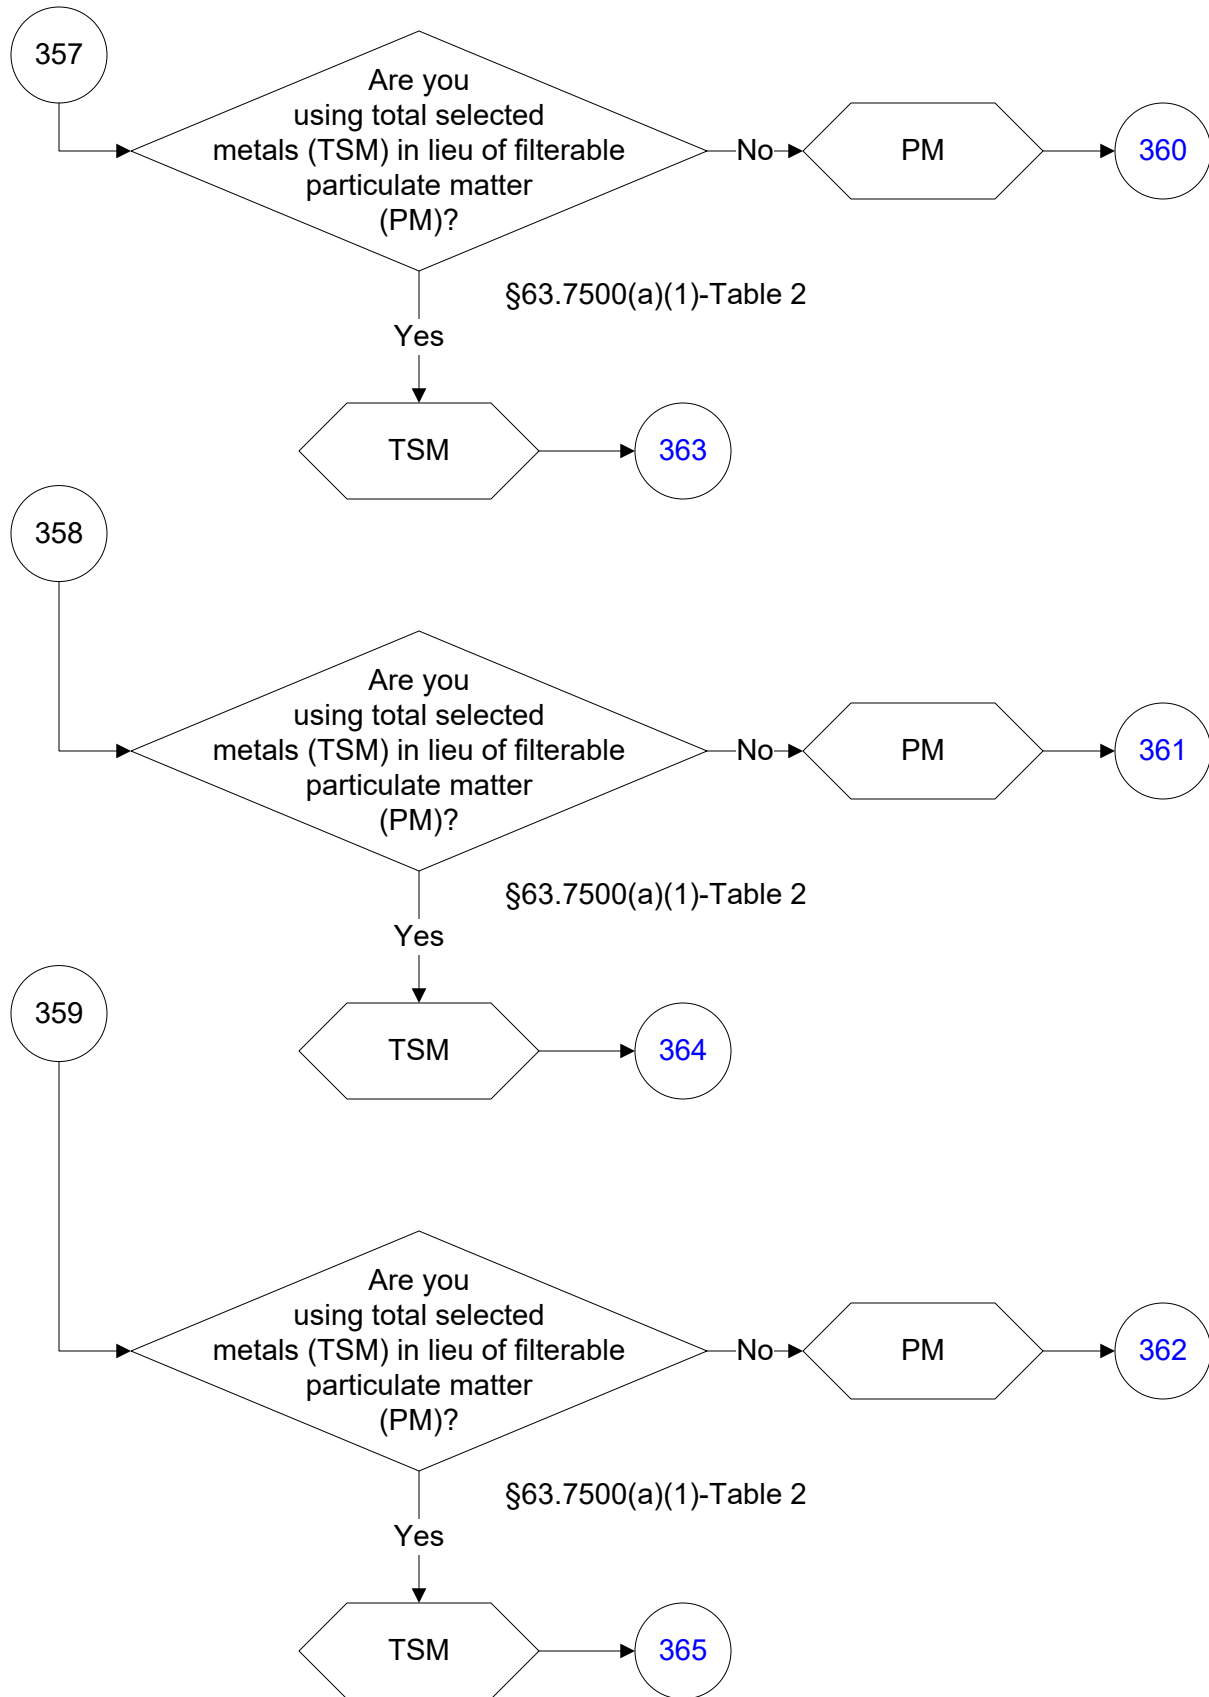 357
Are you
using total selected
metals (TSM) in lieu of filterable
particulate matter
(PM)?
No
PM
360
§63.7500(a)(1)-Table 2
Yes
TSM
363
358
Are you
using total selected
metals (TSM) in lieu of filterable
particulate matter
(PM)?
No
PM
361
§63.7500(a)(1)-Table 2
Yes
TSM
364
359
Are you
using total selected
metals (TSM) in lieu of filterable
particulate matter
(PM)?
No
PM
362
§63.7500(a)(1)-Table 2
Yes
TSM
365